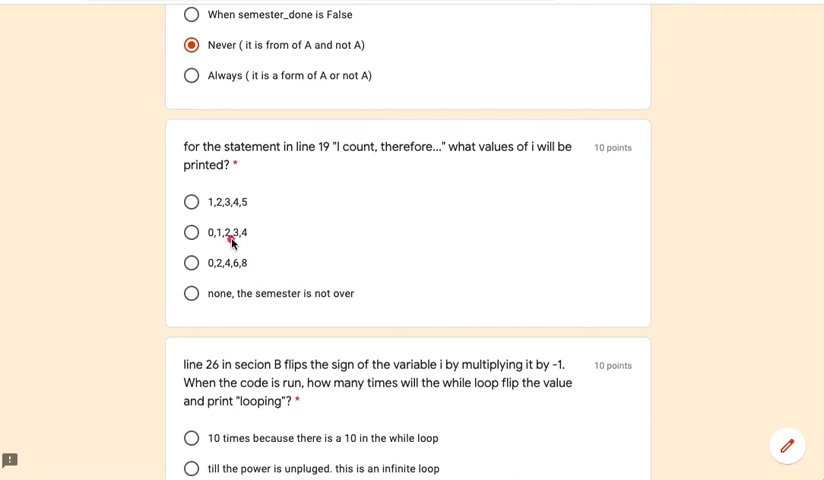 When semester_done is False
Never ( it is from of A and not A)
Always ( it is a form of A or not A)
for the statement in line 19 "I count, therefore..." what values of i will be
printed? *
10 points
1,2,3,4,5
0,1,2,3,4
0,2,4,6,8
none, the semester is not over
line 26 in secion B flips the sign of the variable i by multiplying it by -1.
When the code is run, how many times will the while loop flip the value
and print "looping"? *
10 points
10 times because there is a 10 in the while loop
till the power is unpluged. this is an infinite loop